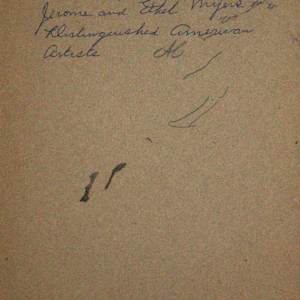 Jerome and Ethel Myers
Distinguished American
Artists